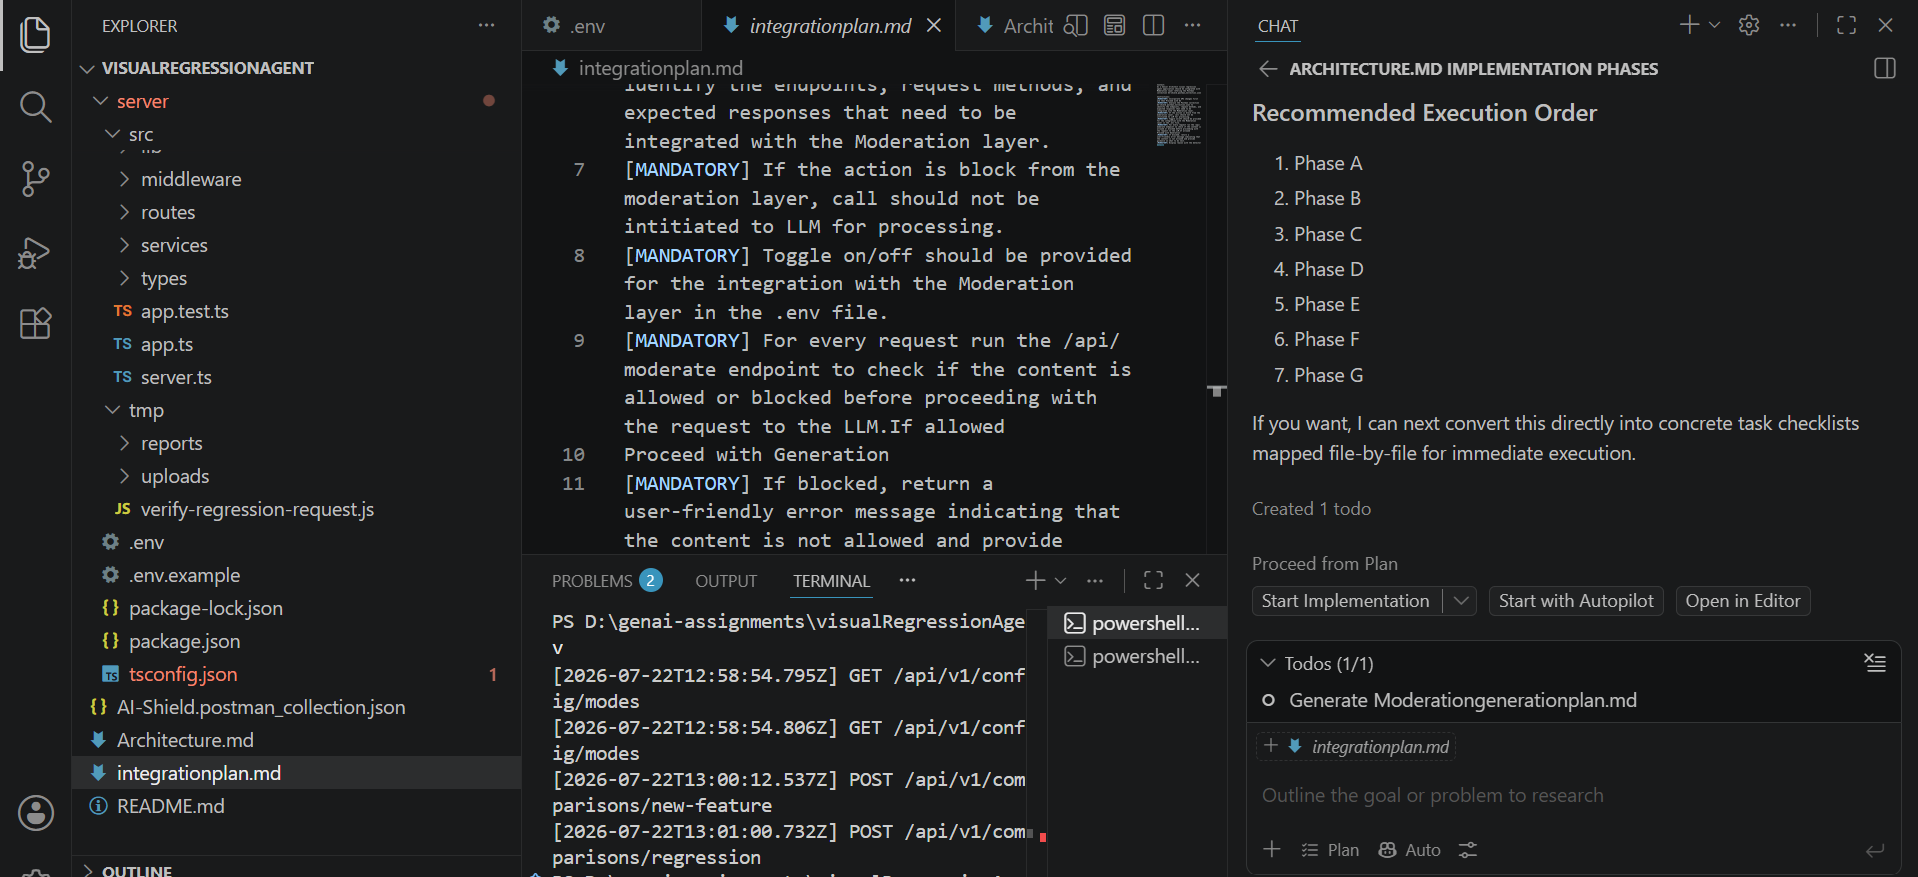 EXPLORER
VISUALREGRESSIONAGENT
server
src
lib
middleware
routes
services
types
TS app.test.ts
TS app.ts
TS server.ts
tmp
reports
uploads
JS verify-regression-request.js
.env
.env.example
{} package-lock.json
{} package.json
TS tsconfig.json 1
{} AI-Shield.postman_collection.json
Architecture.md
integrationplan.md
README.md
OUTLINE
.env
integrationplan.md
Archit
integrationplan.md
identify the endpoints, request methods, and
expected responses that need to be
integrated with the Moderation layer.
7 [MANDATORY] If the action is block from the
moderation layer, call should not be
intitiated to LLM for processing.
8 [MANDATORY] Toggle on/off should be provided
for the integration with the Moderation
layer in the .env file.
9 [MANDATORY] For every request run the /api/
moderate endpoint to check if the content is
allowed or blocked before proceeding with
the request to the LLM.If allowed
10 Proceed with Generation
11 [MANDATORY] If blocked, return a
user-friendly error message indicating that
the content is not allowed and provide
PROBLEMS 2 OUTPUT TERMINAL
PS D:\genai-assignments\visualRegressionAge
v
[2026-07-22T12:58:54.795Z] GET /api/v1/conf
ig/modes
[2026-07-22T12:58:54.806Z] GET /api/v1/conf
ig/modes
[2026-07-22T13:00:12.537Z] POST /api/v1/com
parisons/new-feature
[2026-07-22T13:01:00.732Z] POST /api/v1/com
parisons/regression
powershell...
powershell...
CHAT
ARCHITECTURE.MD IMPLEMENTATION PHASES
Recommended Execution Order
1. Phase A
2. Phase B
3. Phase C
4. Phase D
5. Phase E
6. Phase F
7. Phase G
If you want, I can next convert this directly into concrete task checklists
mapped file-by-file for immediate execution.
Created 1 todo
Proceed from Plan
Start Implementation
Start with Autopilot
Open in Editor
Todos (1/1)
Generate Moderationgenerationplan.md
integrationplan.md
Outline the goal or problem to research
Plan
Auto